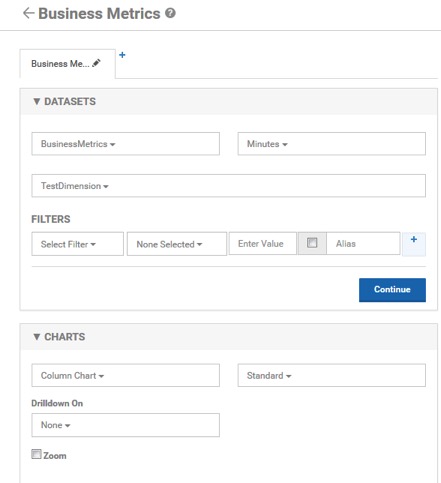 Business Metrics ?
Business Me... +
▼ DATASETS
BusinessMetrics Minutes
TestDimension
FILTERS
Select Filter None Selected Enter Value Alias +
Continue
▼ CHARTS
Column Chart Standard
Drilldown On
None
Zoom